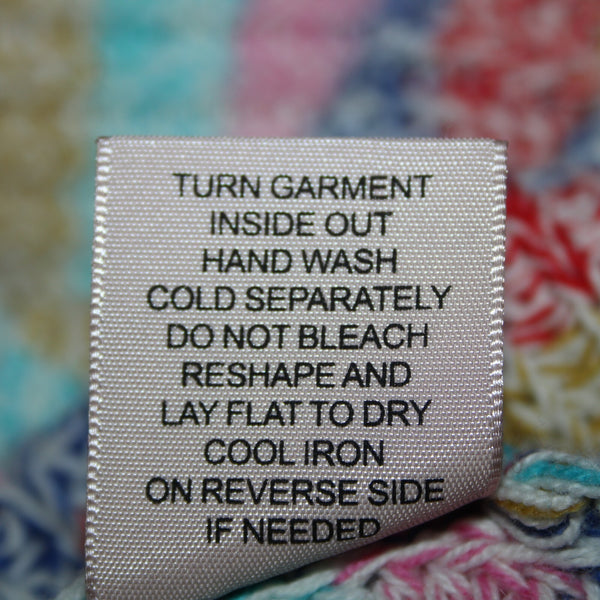 TURN GARMENT
INSIDE OUT
HAND WASH
COLD SEPARATELY
DO NOT BLEACH
RESHAPE AND
LAY FLAT TO DRY
COOL IRON
ON REVERSE SIDE
IF NEEDED